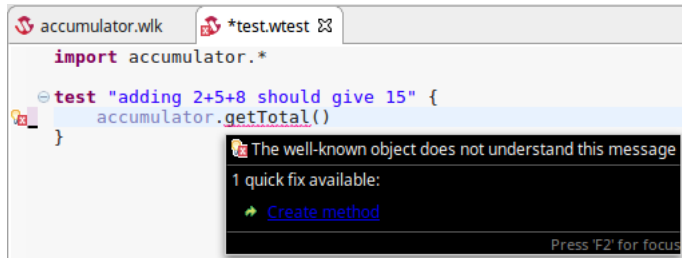 accumulator.wlk
*test.wtest
import accumulator.*
test "adding 2+5+8 should give 15" {
accumulator.getTotal()
}
The well-known object does not understand this message
1 quick fix available:
Create method
Press 'F2' for focus